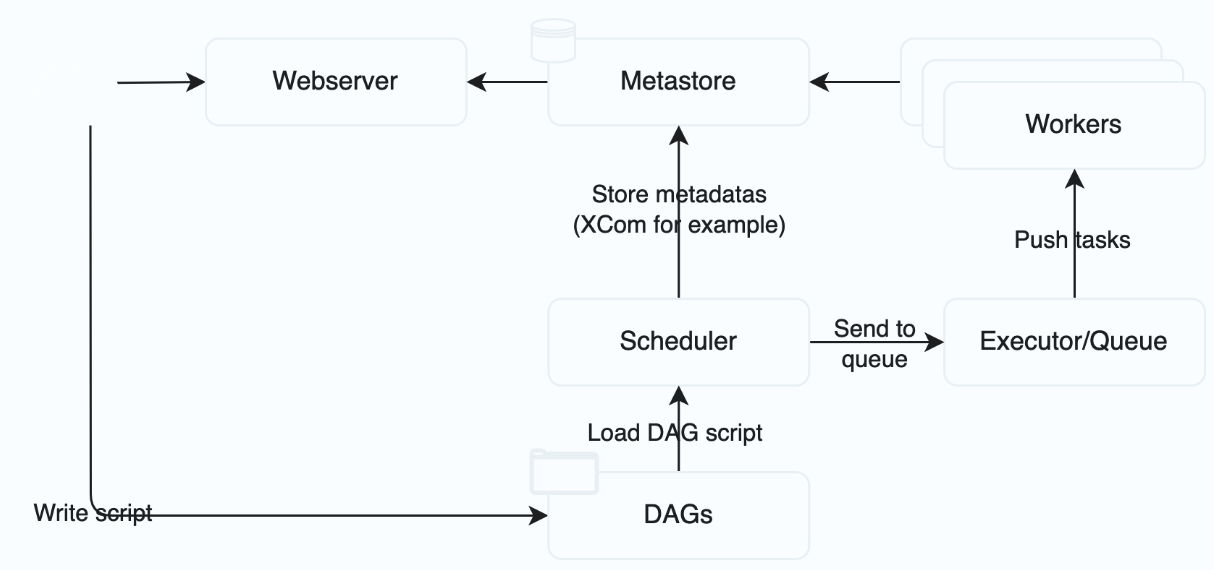 Webserver
Metastore
Workers
Store metadatas
(XCom for example)
Push tasks
Scheduler
Send to
queue
Executor/Queue
Load DAG script
Write script
DAGs